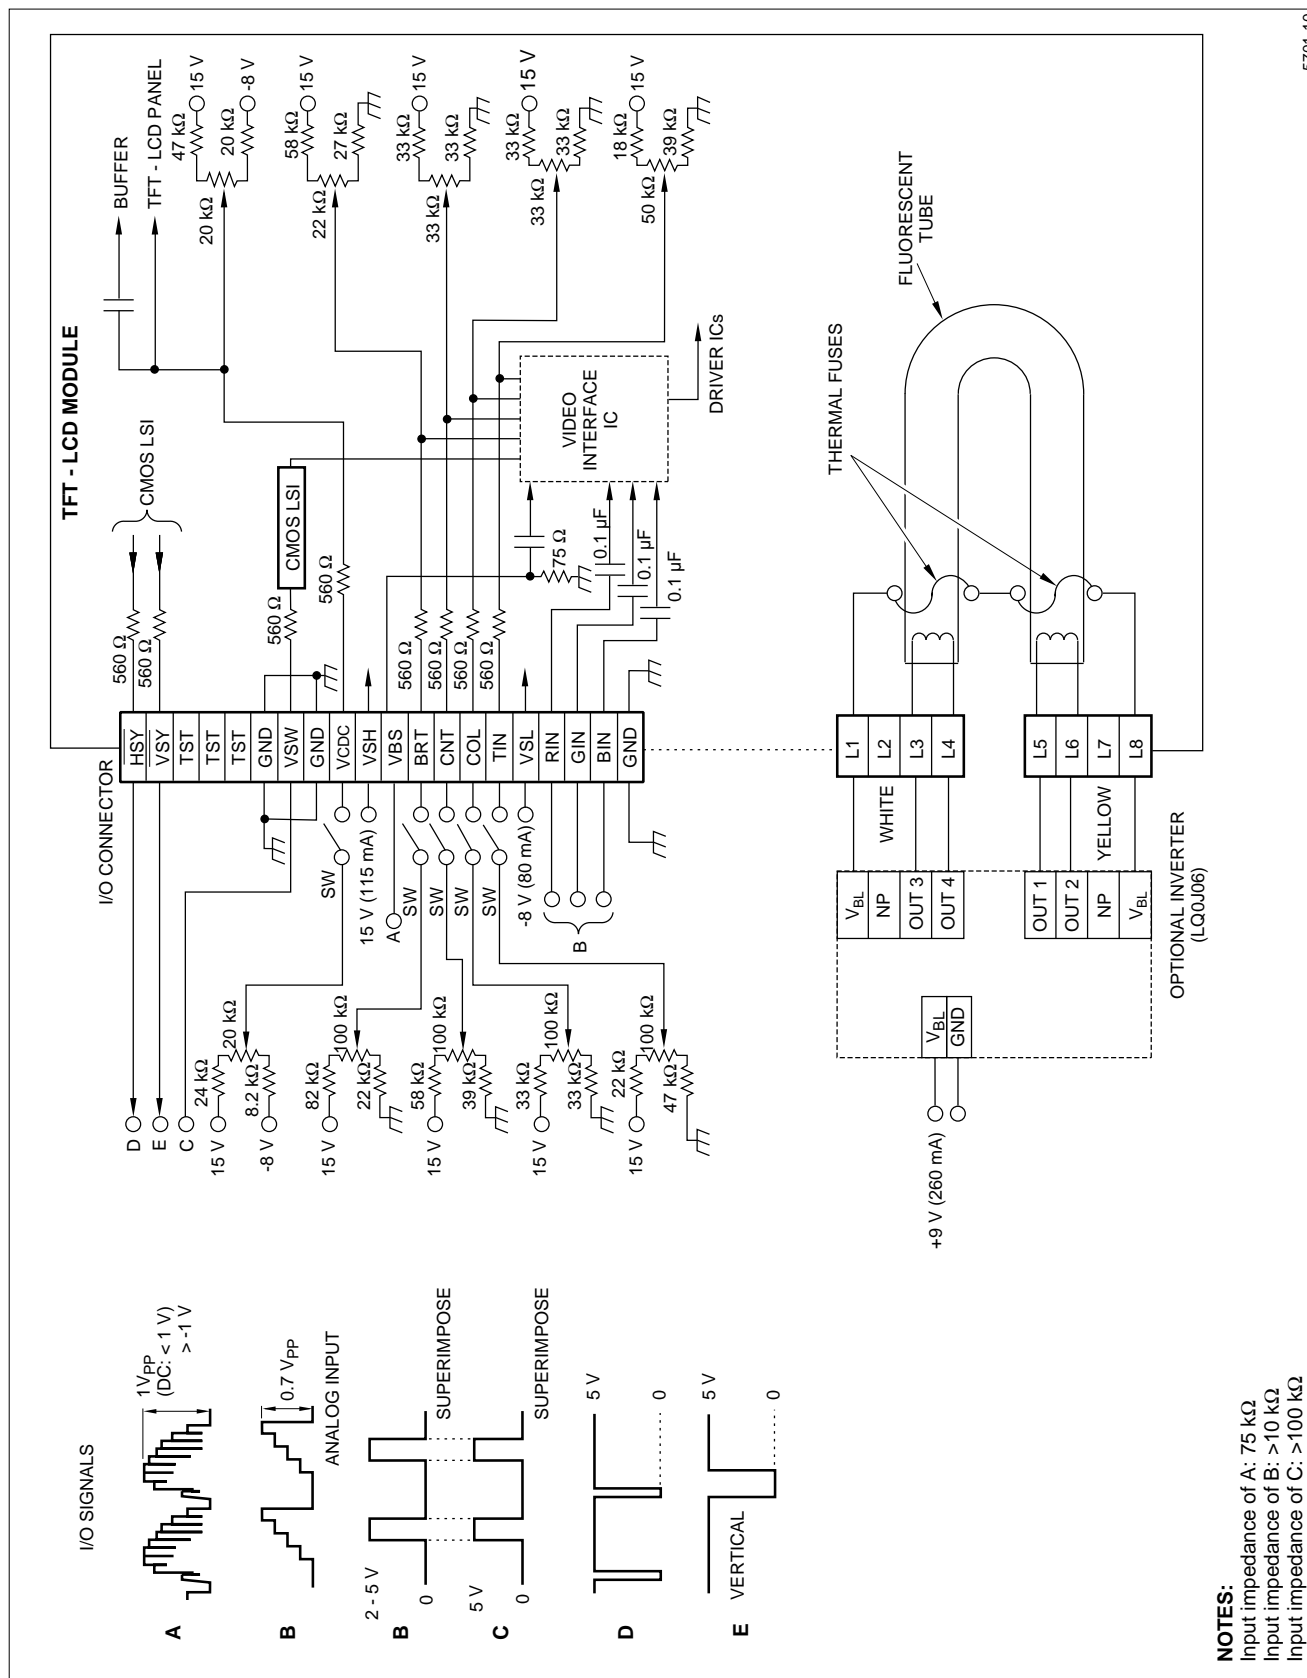 5791-10
TFT - LCD MODULE
BUFFER
TFT - LCD PANEL
CMOS LSI
560 Ω
560 Ω
560 Ω
CMOS LSI
560 Ω
47 kΩ
15 V
20 kΩ
20 kΩ
-8 V
58 kΩ
15 V
22 kΩ
27 kΩ
33 kΩ
15 V
33 kΩ
33 kΩ
33 kΩ
15 V
33 kΩ
33 kΩ
18 kΩ
15 V
50 kΩ
39 kΩ
VIDEO
INTERFACE
IC
DRIVER ICs
75 Ω
560 Ω
560 Ω
560 Ω
560 Ω
0.1 µF
0.1 µF
0.1 µF
I/O CONNECTOR
HSY
VSY
TST
TST
TST
GND
VSW
GND
VCDC
VSH
VBS
BRT
CNT
COL
TIN
VSL
RIN
GIN
BIN
GND
SW
15 V (115 mA)
A
SW
SW
SW
SW
-8 V (80 mA)
B
D
E
C
15 V
24 kΩ
20 kΩ
-8 V
8.2 kΩ
15 V
82 kΩ
100 kΩ
22 kΩ
15 V
58 kΩ
100 kΩ
39 kΩ
15 V
33 kΩ
100 kΩ
33 kΩ
15 V
22 kΩ
100 kΩ
47 kΩ
FLUORESCENT
TUBE
THERMAL FUSES
L1
L2
L3
L4
L5
L6
L7
L8
WHITE
YELLOW
VBL
NP
OUT 3
OUT 4
OUT 1
OUT 2
NP
VBL
VBL
GND
OPTIONAL INVERTER
(LQ0J06)
+9 V (260 mA)
I/O SIGNALS
A
1VPP
(DC: < 1 V)
> -1 V
B
0.7 VPP
ANALOG INPUT
B
2 - 5 V
0
SUPERIMPOSE
C
5 V
0
SUPERIMPOSE
D
5 V
0
E
VERTICAL
5 V
0
NOTES:
Input impedance of A: 75 kΩ
Input impedance of B: >10 kΩ
Input impedance of C: >100 kΩ